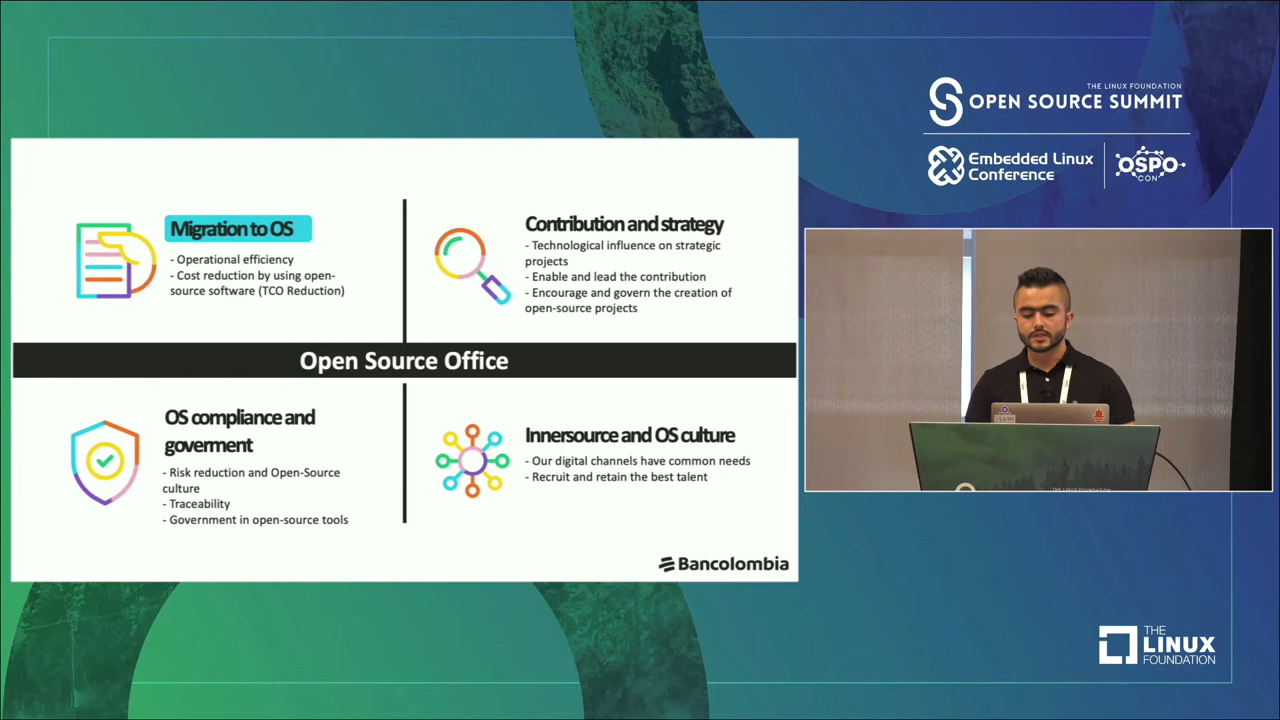 THE LINUX FOUNDATION
OPEN SOURCE SUMMIT
Embedded Linux
Conference
OSPO
CON
Migration to OS
- Operational efficiency
- Cost reduction by using open-
source software (TCO Reduction)
Contribution and strategy
- Technological influence on strategic
projects
- Enable and lead the contribution
- Encourage and govern the creation of
open-source projects
Open Source Office
OS compliance and
goverment
- Risk reduction and Open-Source
culture
- Traceability
- Government in open-source tools
Innersource and OS culture
- Our digital channels have common needs
- Recruit and retain the best talent
Bancolombia
THE LINUX FOUNDATION
THE
LINUX
FOUNDATION